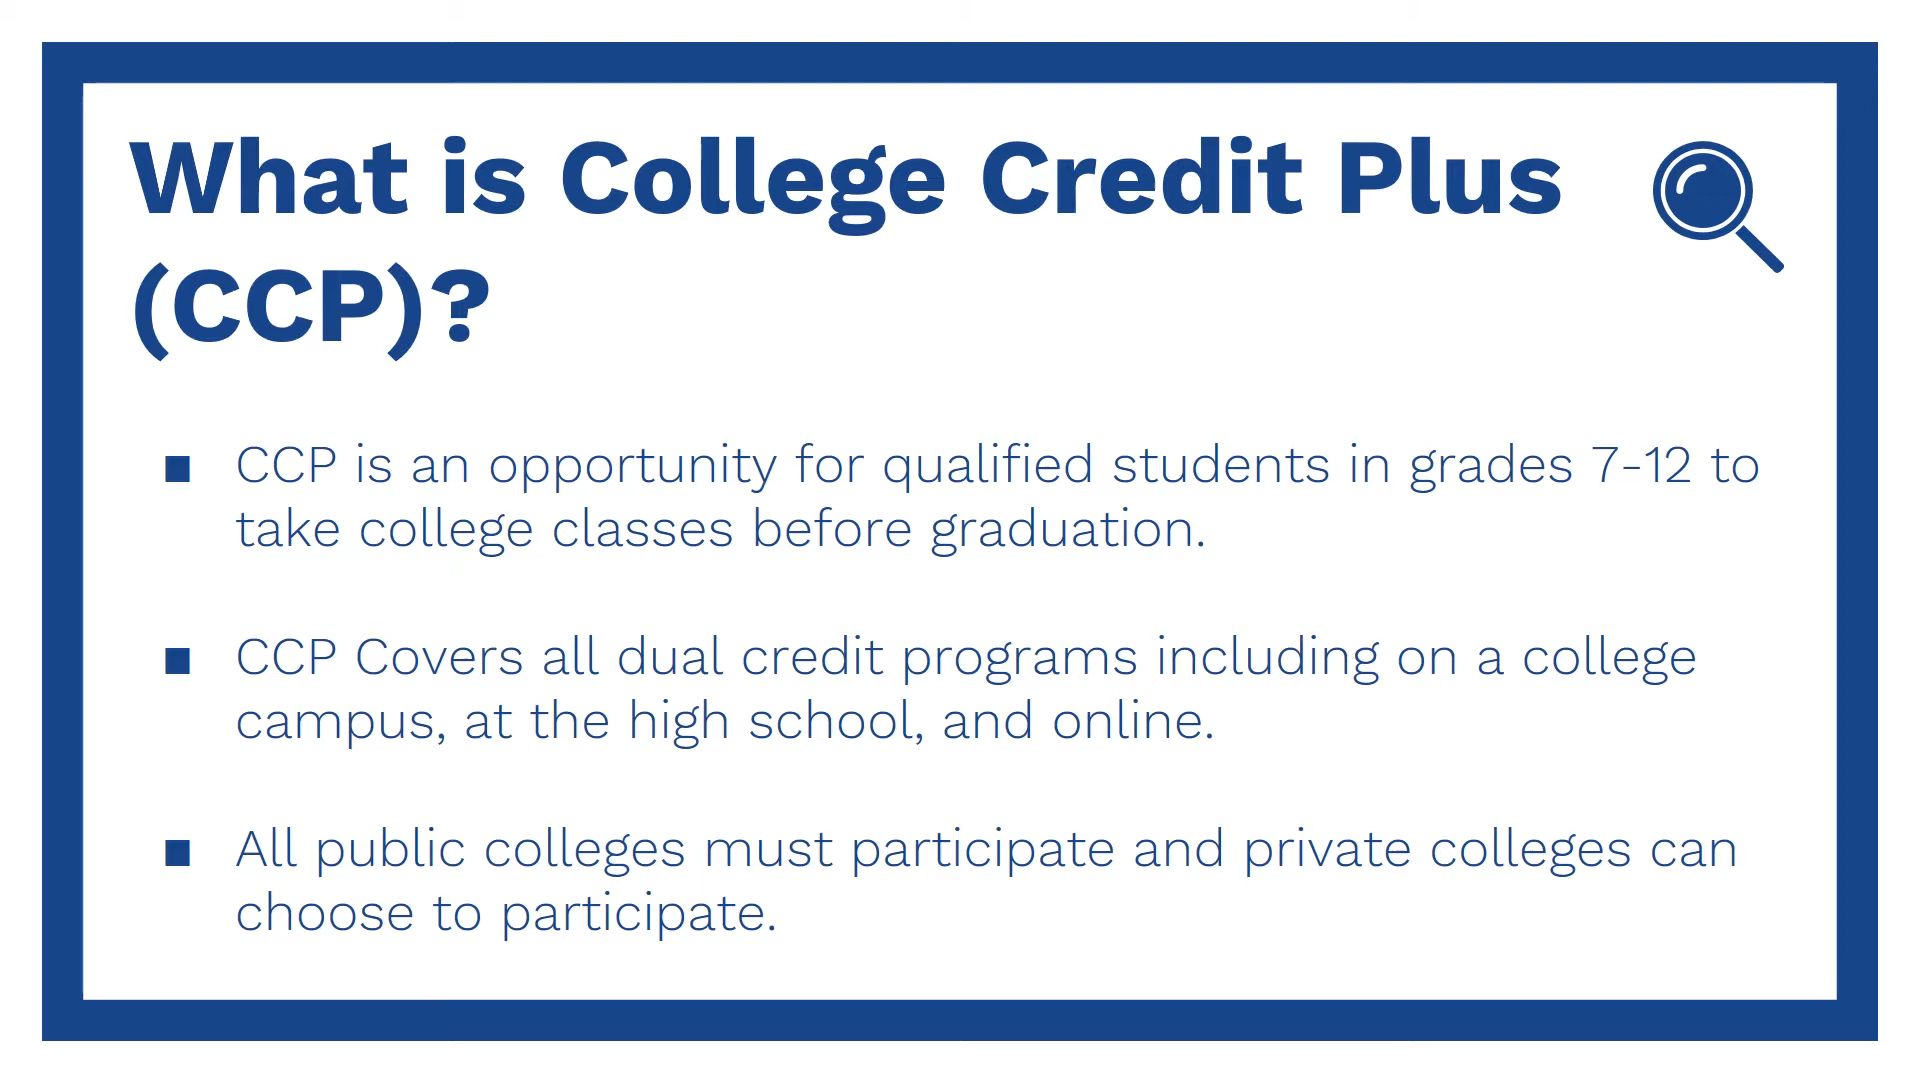 What is College Credit Plus
(CCP)?
■ CCP is an opportunity for qualified students in grades 7-12 to
take college classes before graduation.
■ CCP Covers all dual credit programs including on a college
campus, at the high school, and online.
■ All public colleges must participate and private colleges can
choose to participate.